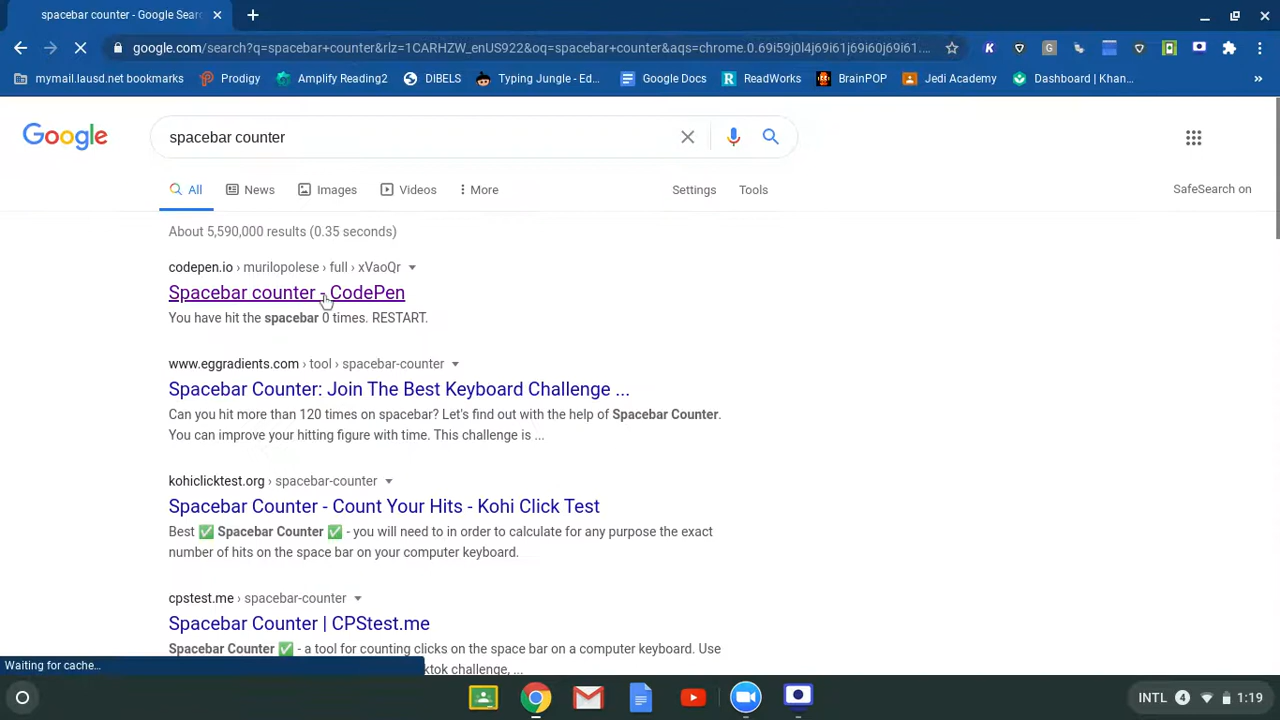 spacebar counter - Google Sear
google.com/search?q=spacebar+counter&rlz=1CARHZW_enUS922&oq=spacebar+counter&aqs=chrome.0.69i59j0l4j69i61j69i60j69i61....
mymail.lausd.net bookmarks Prodigy Amplify Reading2 DIBELS Typing Jungle - Ed... Google Docs ReadWorks BrainPOP Jedi Academy Dashboard | Khan... »
Google spacebar counter
All News Images Videos More Settings Tools SafeSearch on
About 5,590,000 results (0.35 seconds)
codepen.io › murilopolese › full › xVaoQr
Spacebar counter - CodePen
You have hit the spacebar 0 times. RESTART.
www.eggradients.com › tool › spacebar-counter
Spacebar Counter: Join The Best Keyboard Challenge ...
Can you hit more than 120 times on spacebar? Let's find out with the help of Spacebar Counter.
You can improve your hitting figure with time. This challenge is ...
kohiclicktest.org › spacebar-counter
Spacebar Counter - Count Your Hits - Kohi Click Test
Best ✅ Spacebar Counter ✅ - you will need to in order to calculate for any purpose the exact
number of hits on the space bar on your computer keyboard.
cpstest.me › spacebar-counter
Spacebar Counter | CPStest.me
Spacebar Counter ✅ - a tool for counting clicks on the space bar on a computer keyboard. Use
ktok challenge, ...
Waiting for cache...
INTL 4 1:19